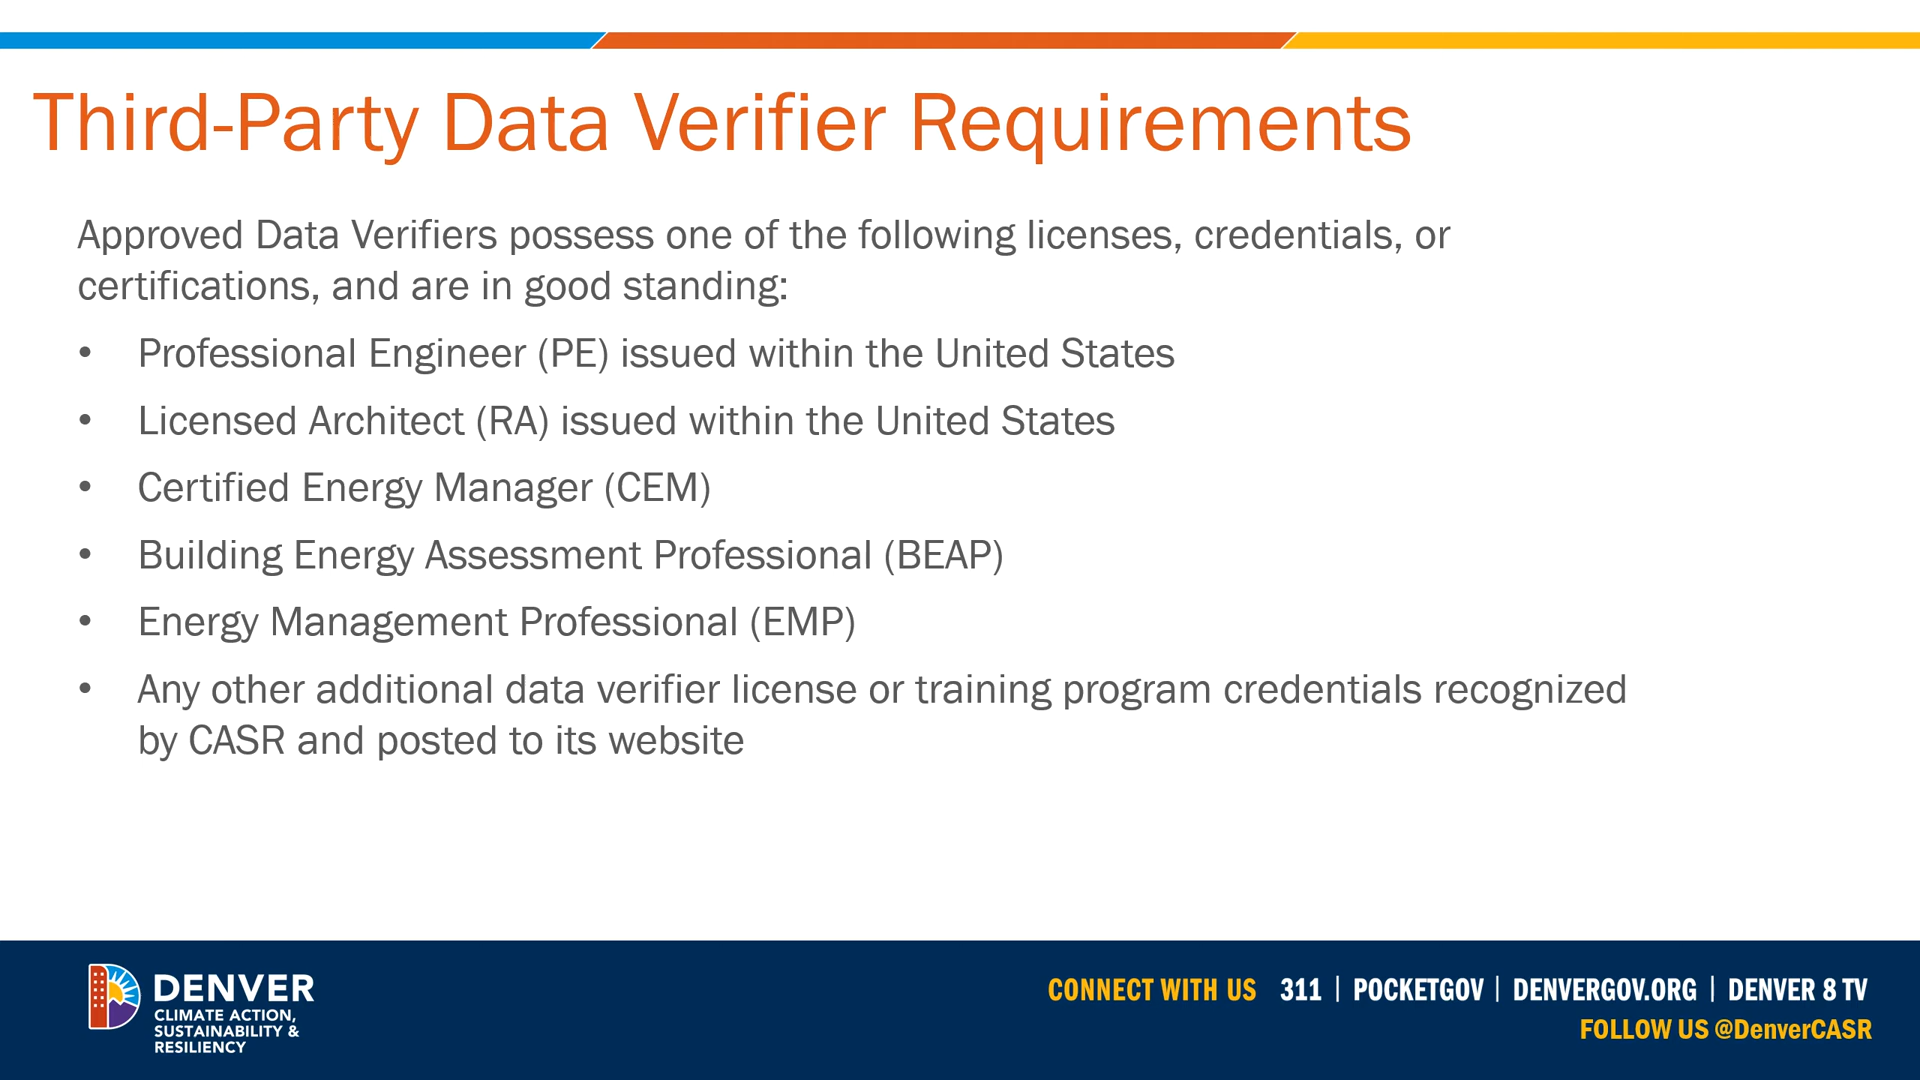 Third-Party Data Verifier Requirements
Approved Data Verifiers possess one of the following licenses, credentials, or
certifications, and are in good standing:
• Professional Engineer (PE) issued within the United States
• Licensed Architect (RA) issued within the United States
• Certified Energy Manager (CEM)
• Building Energy Assessment Professional (BEAP)
• Energy Management Professional (EMP)
• Any other additional data verifier license or training program credentials recognized
by CASR and posted to its website
DENVER
CLIMATE ACTION,
SUSTAINABILITY &
RESILIENCY
CONNECT WITH US 311 | POCKETGOV | DENVERGOV.ORG | DENVER 8 TV
FOLLOW US @DenverCASR